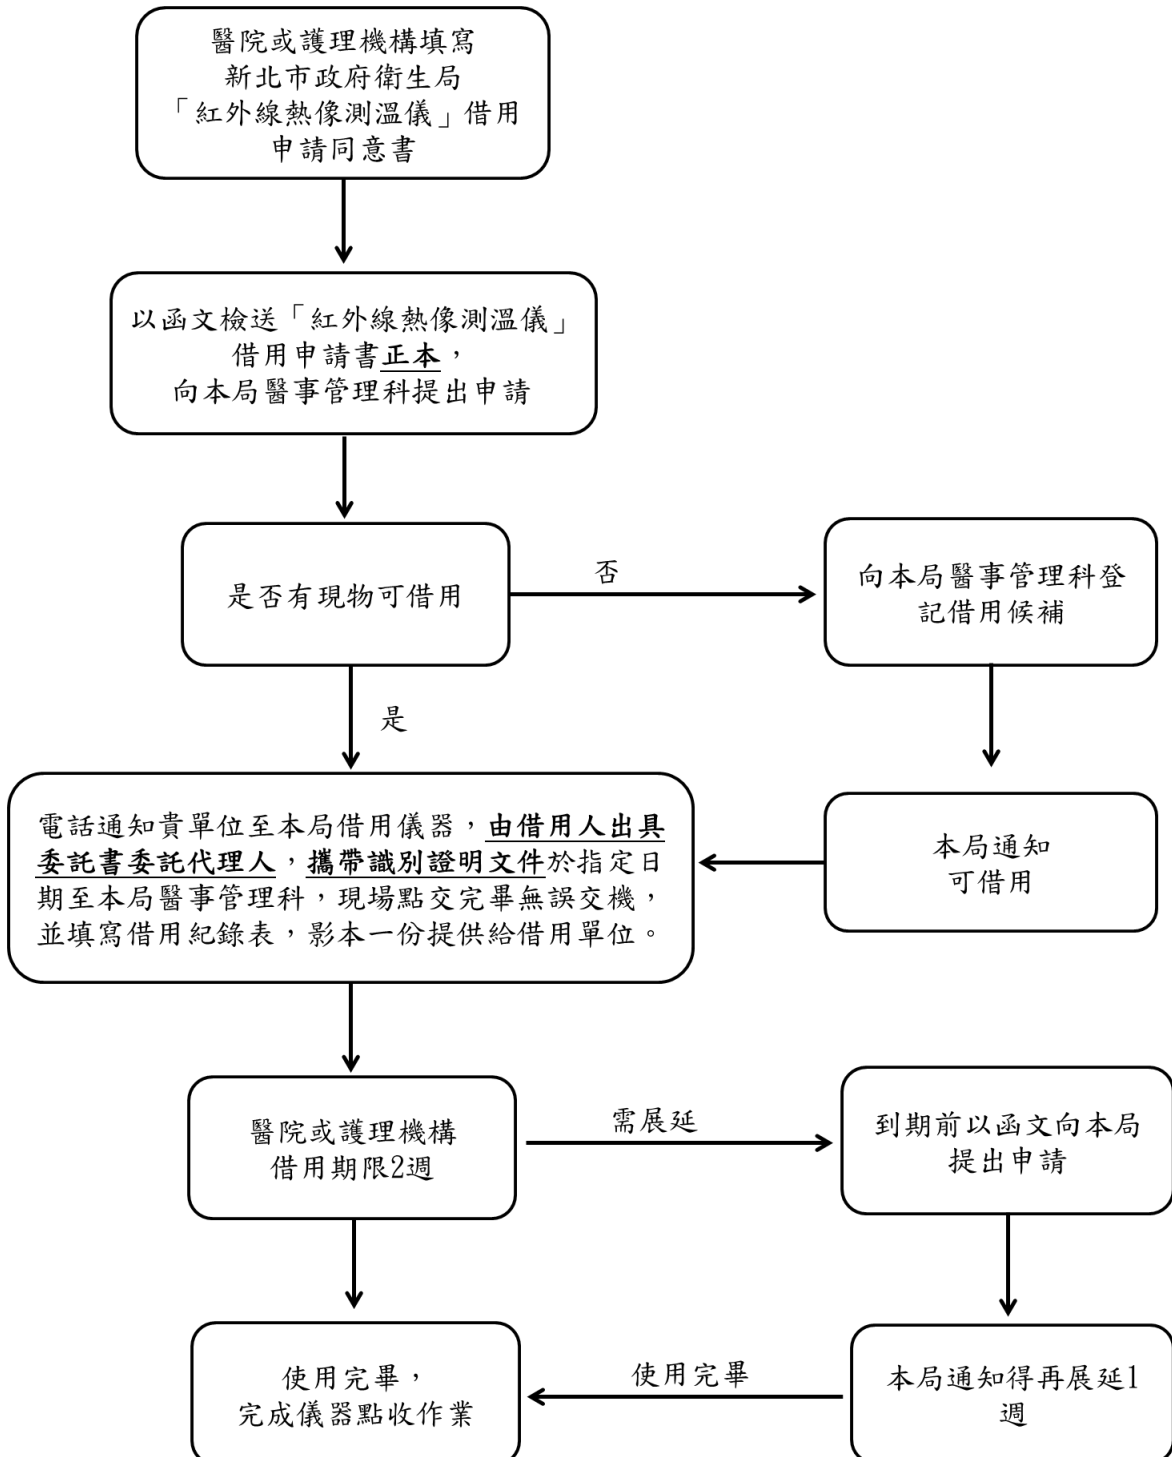 醫院或護理機構填寫
新北市政府衛生局
「紅外線熱像測溫儀」借用
申請同意書
以函文檢送「紅外線熱像測溫儀」
借用申請書正本，
向本局醫事管理科提出申請
是否有現物可借用
否
向本局醫事管理科登
記借用候補
是
電話通知貴單位至本局借用儀器，由借用人出具
委託書委託代理人，攜帶識別證明文件於指定日
期至本局醫事管理科，現場點交完畢無誤交機，
並填寫借用紀錄表，影本一份提供給借用單位。
本局通知
可借用
醫院或護理機構
借用期限2週
需展延
到期前以函文向本局
提出申請
使用完畢，
完成儀器點收作業
使用完畢
本局通知得再展延1
週